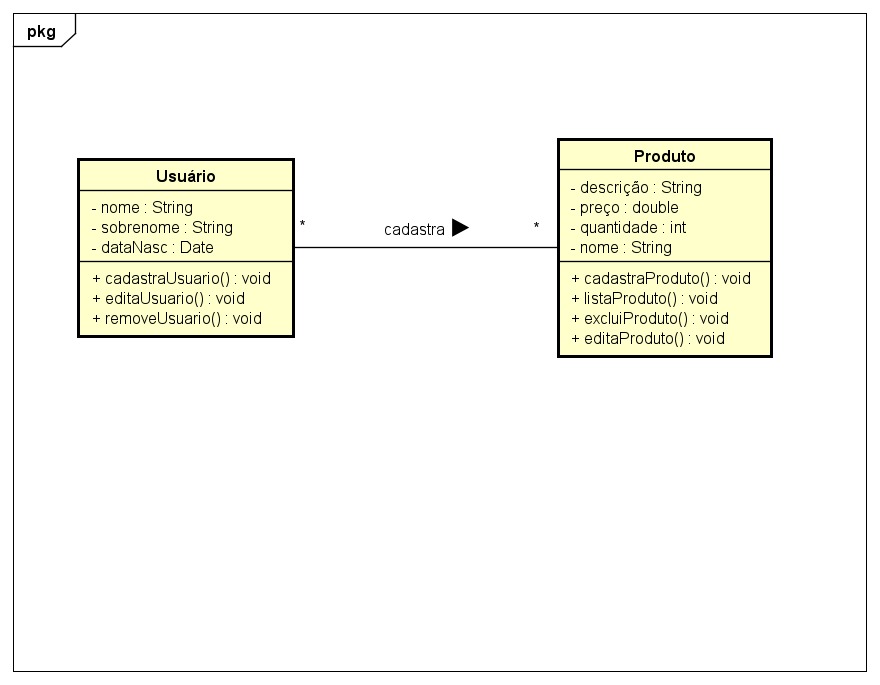 pkg
Usuário
- nome : String
- sobrenome : String
- dataNasc : Date
+ cadastraUsuario() : void
+ editaUsuario() : void
+ removeUsuario() : void
*
cadastra
*
Produto
- descrição : String
- preço : double
- quantidade : int
- nome : String
+ cadastraProduto() : void
+ listaProduto() : void
+ excluiProduto() : void
+ editaProduto() : void